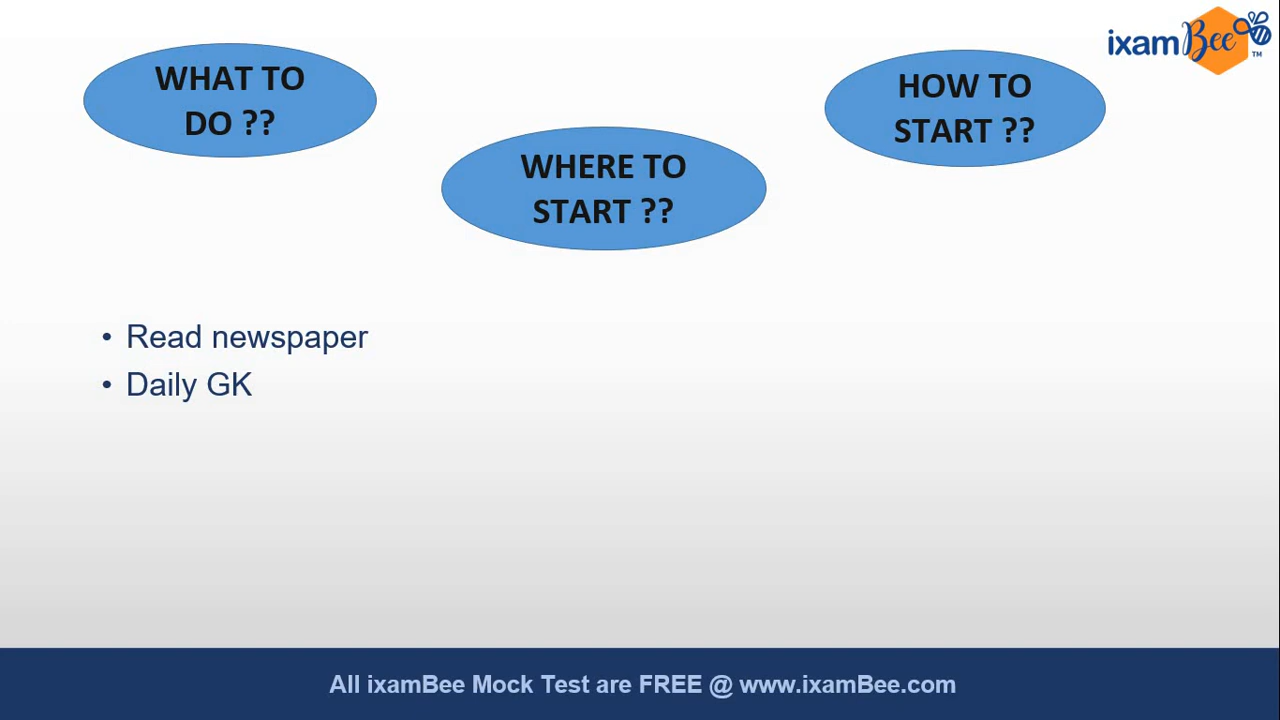 ixamBee™
WHAT TO
DO ??
HOW TO
START ??
WHERE TO
START ??
• Read newspaper
• Daily GK
All ixamBee Mock Test are FREE @ www.ixamBee.com